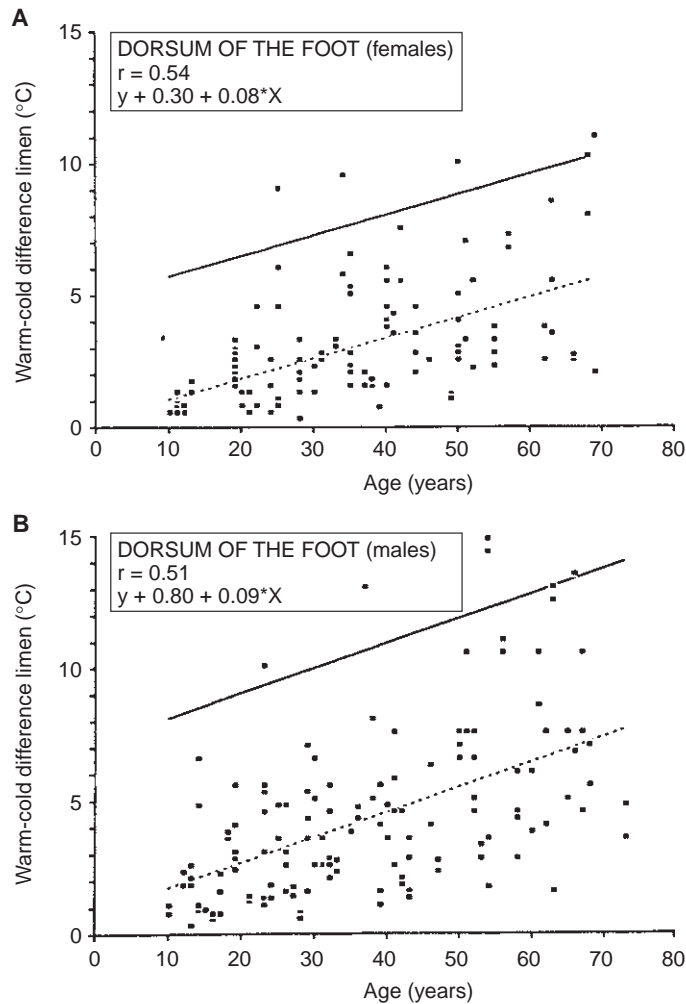 A
15
DORSUM OF THE FOOT (females)
r = 0.54
y + 0.30 + 0.08*X
Warm-cold difference limen (°C)
10
5
0
0 10 20 30 40 50 60 70 80
Age (years)
B
15
DORSUM OF THE FOOT (males)
r = 0.51
y + 0.80 + 0.09*X
Warm-cold difference limen (°C)
10
5
0
0 10 20 30 40 50 60 70 80
Age (years)